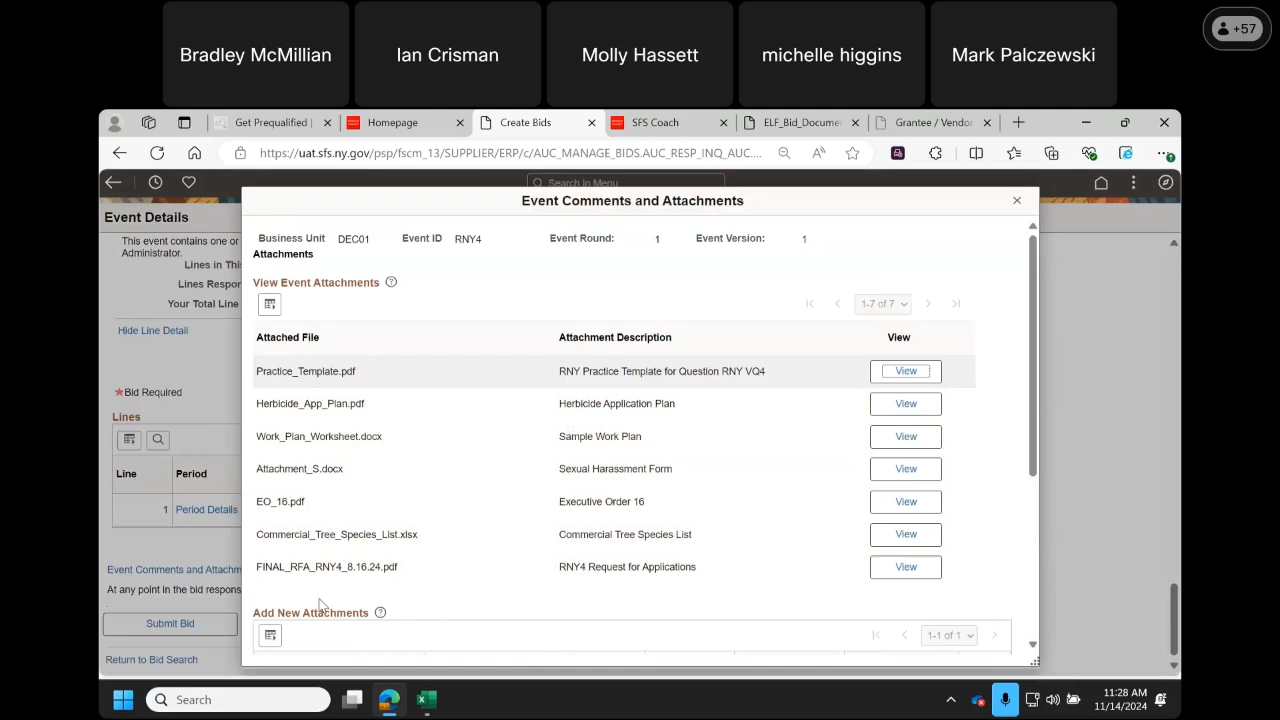 Bradley McMillian
Ian Crisman
Molly Hassett
michelle higgins
Mark Palczewski
+57
Get Prequalified |
Homepage
Create Bids
SFS Coach
ELF_Bid_Docume
Grantee / Vendor
https://uat.sfs.ny.gov/psp/fscm_13/SUPPLIER/ERP/c/AUC_MANAGE_BIDS.AUC_RESP_INQ_AUC....
Search in Menu
Event Details
This event contains one or
Administrator.
Lines in This
Lines Respor
Your Total Line
Hide Line Detail
★Bid Required
Lines
Line Period
1 Period Details
Event Comments and Attachm
At any point in the bid respons
Submit Bid
Return to Bid Search
Event Comments and Attachments
Business Unit DEC01 Event ID RNY4 Event Round: 1 Event Version: 1
Attachments
View Event Attachments
1-7 of 7
Attached File Attachment Description View
Practice_Template.pdf RNY Practice Template for Question RNY VQ4 View
Herbicide_App_Plan.pdf Herbicide Application Plan View
Work_Plan_Worksheet.docx Sample Work Plan View
Attachment_S.docx Sexual Harassment Form View
EO_16.pdf Executive Order 16 View
Commercial_Tree_Species_List.xlsx Commercial Tree Species List View
FINAL_RFA_RNY4_8.16.24.pdf RNY4 Request for Applications View
Add New Attachments
1-1 of 1
Search
11:28 AM
11/14/2024